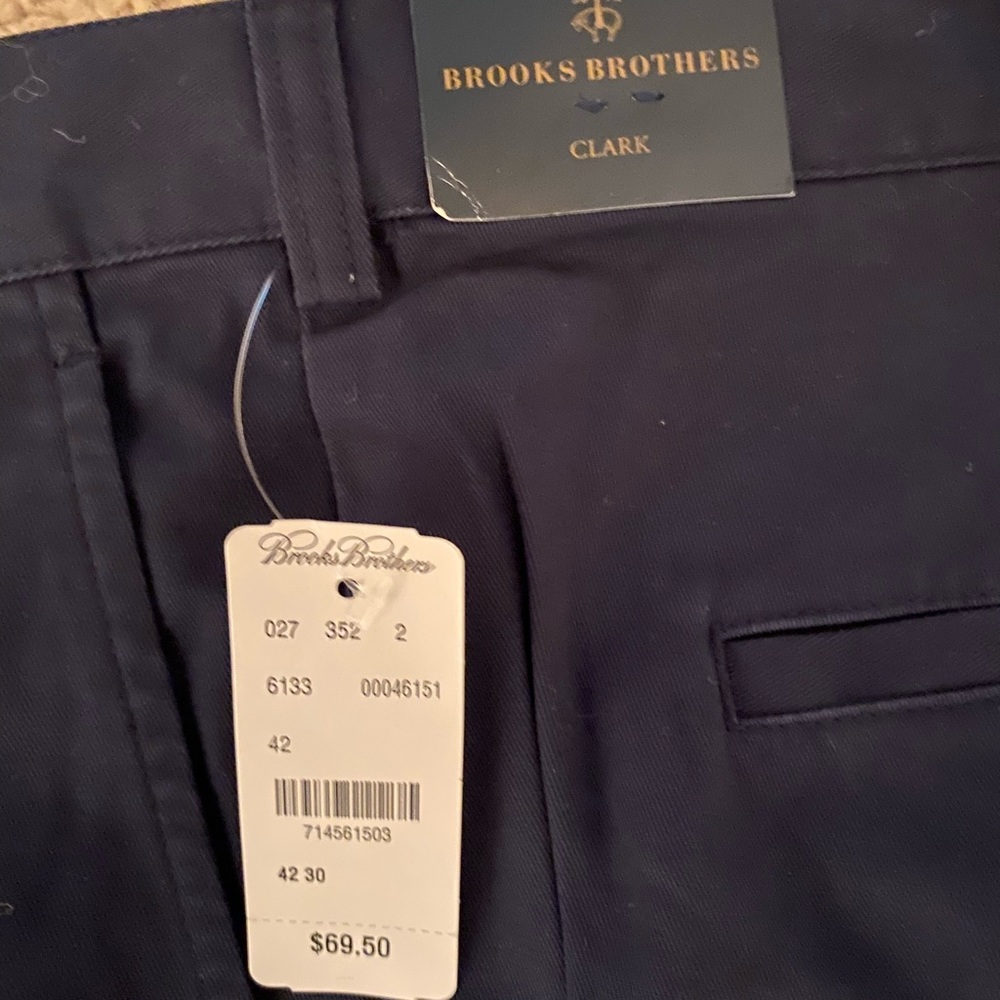 BROOKS BROTHERS
CLARK
Brooks Brothers
027 352 2
6133 00046151
42
714561503
42 30
$69.50